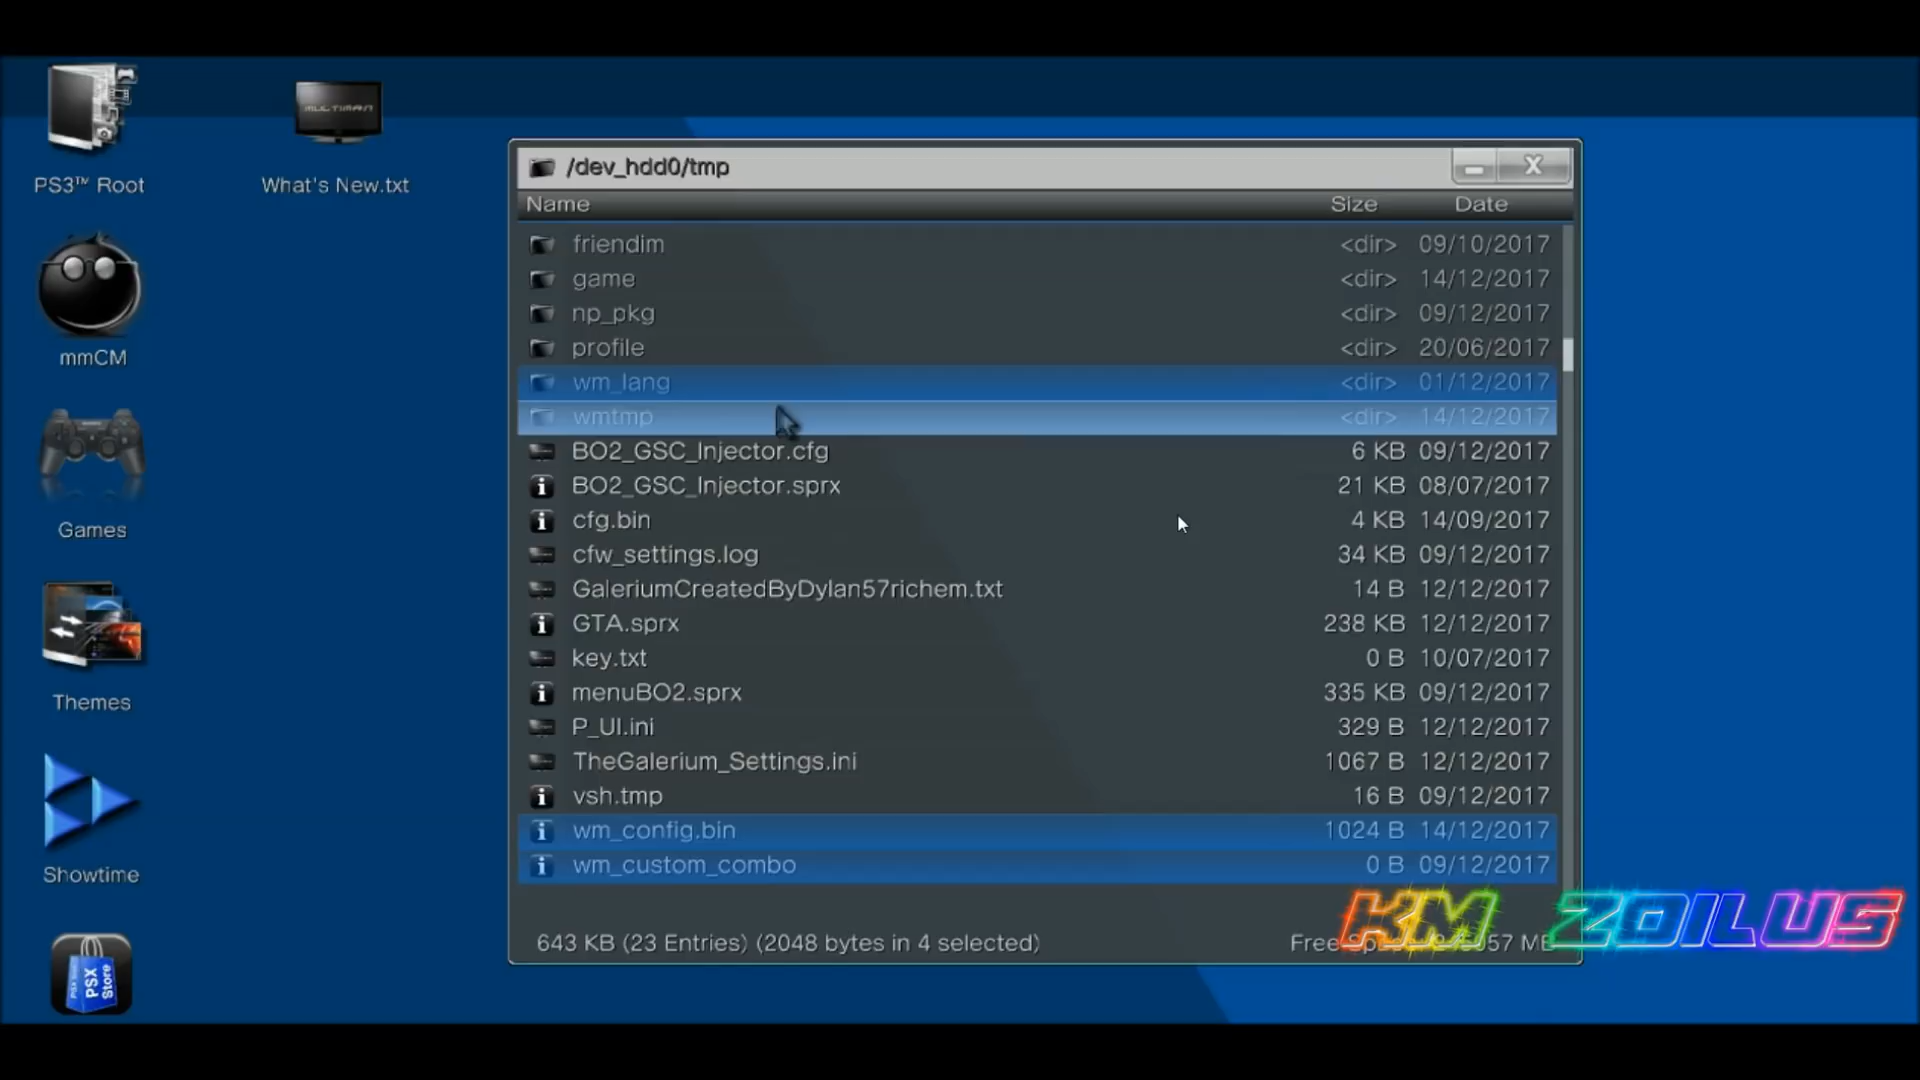 PS3™ Root
What's New.txt
MULTIMAN
mmCM
Games
Themes
Showtime
PSX Store
/dev_hdd0/tmp
X
Name Size Date
friendim <dir> 09/10/2017
game <dir> 14/12/2017
np_pkg <dir> 09/12/2017
profile <dir> 20/06/2017
wm_lang <dir> 01/12/2017
wmtmp <dir> 14/12/2017
BO2_GSC_Injector.cfg 6 KB 09/12/2017
BO2_GSC_Injector.sprx 21 KB 08/07/2017
cfg.bin 4 KB 14/09/2017
cfw_settings.log 34 KB 09/12/2017
GaleriumCreatedByDylan57richem.txt 14 B 12/12/2017
GTA.sprx 238 KB 12/12/2017
key.txt 0 B 10/07/2017
menuBO2.sprx 335 KB 09/12/2017
P_UI.ini 329 B 12/12/2017
TheGalerium_Settings.ini 1067 B 12/12/2017
vsh.tmp 16 B 09/12/2017
wm_config.bin 1024 B 14/12/2017
wm_custom_combo 0 B 09/12/2017
643 KB (23 Entries) (2048 bytes in 4 selected) Free
KM ZOILUS